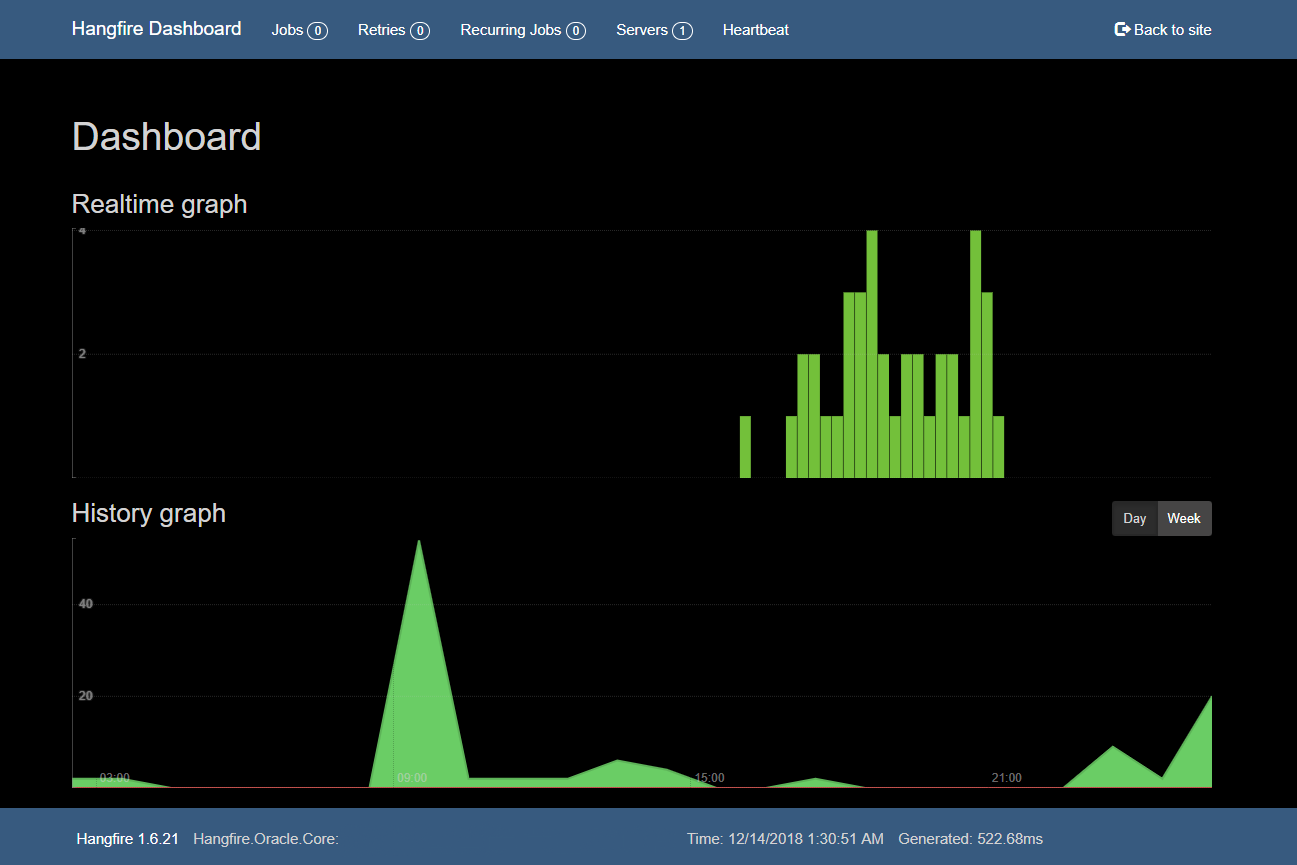 Hangfire Dashboard Jobs 0 Retries 0 Recurring Jobs 0 Servers 1 Heartbeat Back to site
Dashboard
Realtime graph
4
2
History graph Day Week
40
20
03:00 09:00 15:00 21:00
Hangfire 1.6.21 Hangfire.Oracle.Core: Time: 12/14/2018 1:30:51 AM Generated: 522.68ms